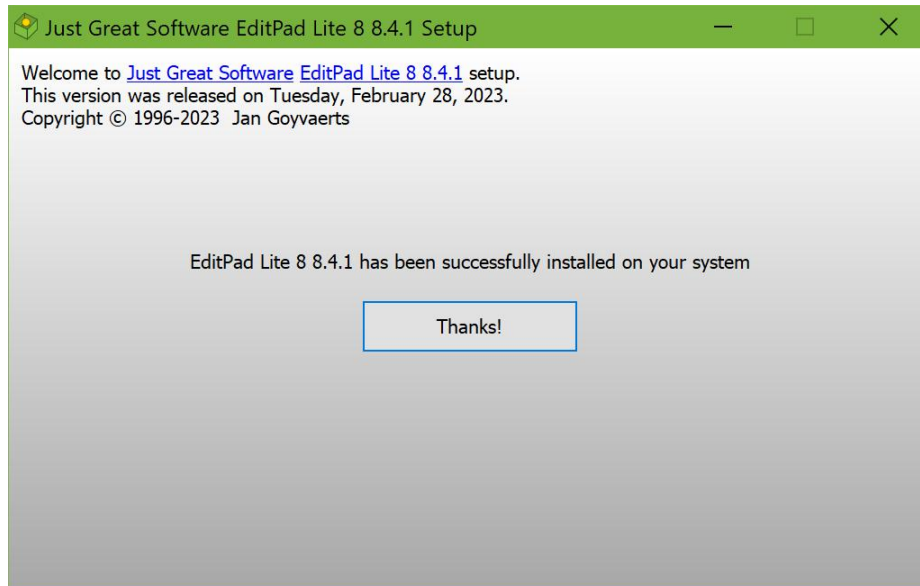 Just Great Software EditPad Lite 8 8.4.1 Setup
Welcome to Just Great Software EditPad Lite 8 8.4.1 setup.
This version was released on Tuesday, February 28, 2023.
Copyright © 1996-2023  Jan Goyvaerts
EditPad Lite 8 8.4.1 has been successfully installed on your system
Thanks!